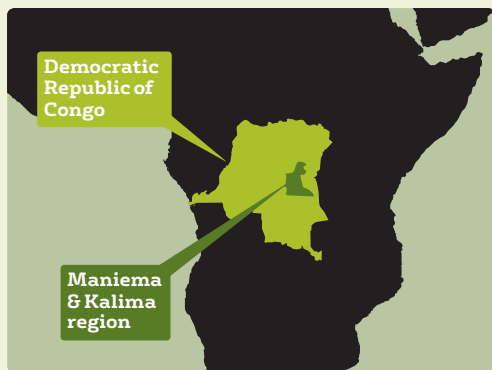 Democratic
Republic of
Congo
Maniema
& Kalima
region